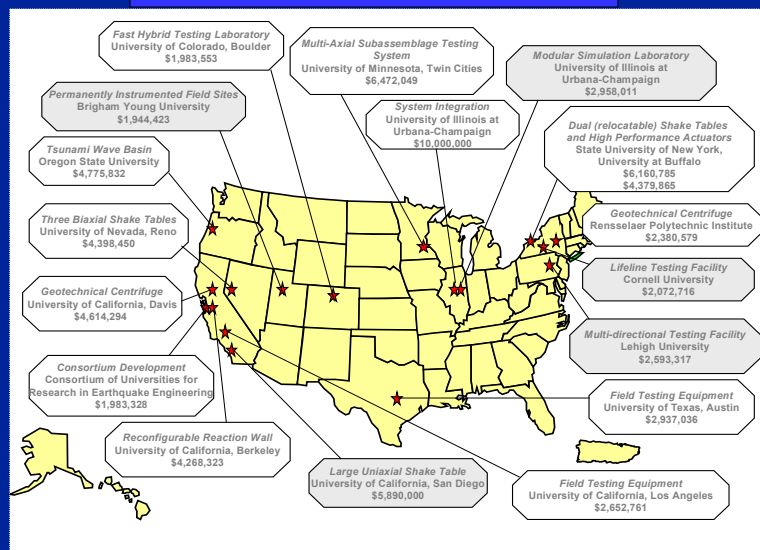 Fast Hybrid Testing Laboratory
University of Colorado, Boulder
$1,983,553
Multi-Axial Subassemblage Testing
System
University of Minnesota, Twin Cities
$6,472,049
Modular Simulation Laboratory
University of Illinois at
Urbana-Champaign
$2,958,011
Permanently Instrumented Field Sites
Brigham Young University
$1,944,423
System Integration
University of Illinois at
Urbana-Champaign
$10,000,000
Dual (relocatable) Shake Tables
and High Performance Actuators
State University of New York,
University at Buffalo
$6,160,785
$4,379,865
Tsunami Wave Basin
Oregon State University
$4,775,832
Three Biaxial Shake Tables
University of Nevada, Reno
$4,398,450
Geotechnical Centrifuge
Rensselaer Polytechnic Institute
$2,380,579
Lifeline Testing Facility
Cornell University
$2,072,716
Geotechnical Centrifuge
University of California, Davis
$4,614,294
Multi-directional Testing Facility
Lehigh University
$2,593,317
Consortium Development
Consortium of Universities for
Research in Earthquake Engineering
$1,983,328
Field Testing Equipment
University of Texas, Austin
$2,937,036
Reconfigurable Reaction Wall
University of California, Berkeley
$4,268,323
Large Uniaxial Shake Table
University of California, San Diego
$5,890,000
Field Testing Equipment
University of California, Los Angeles
$2,652,761